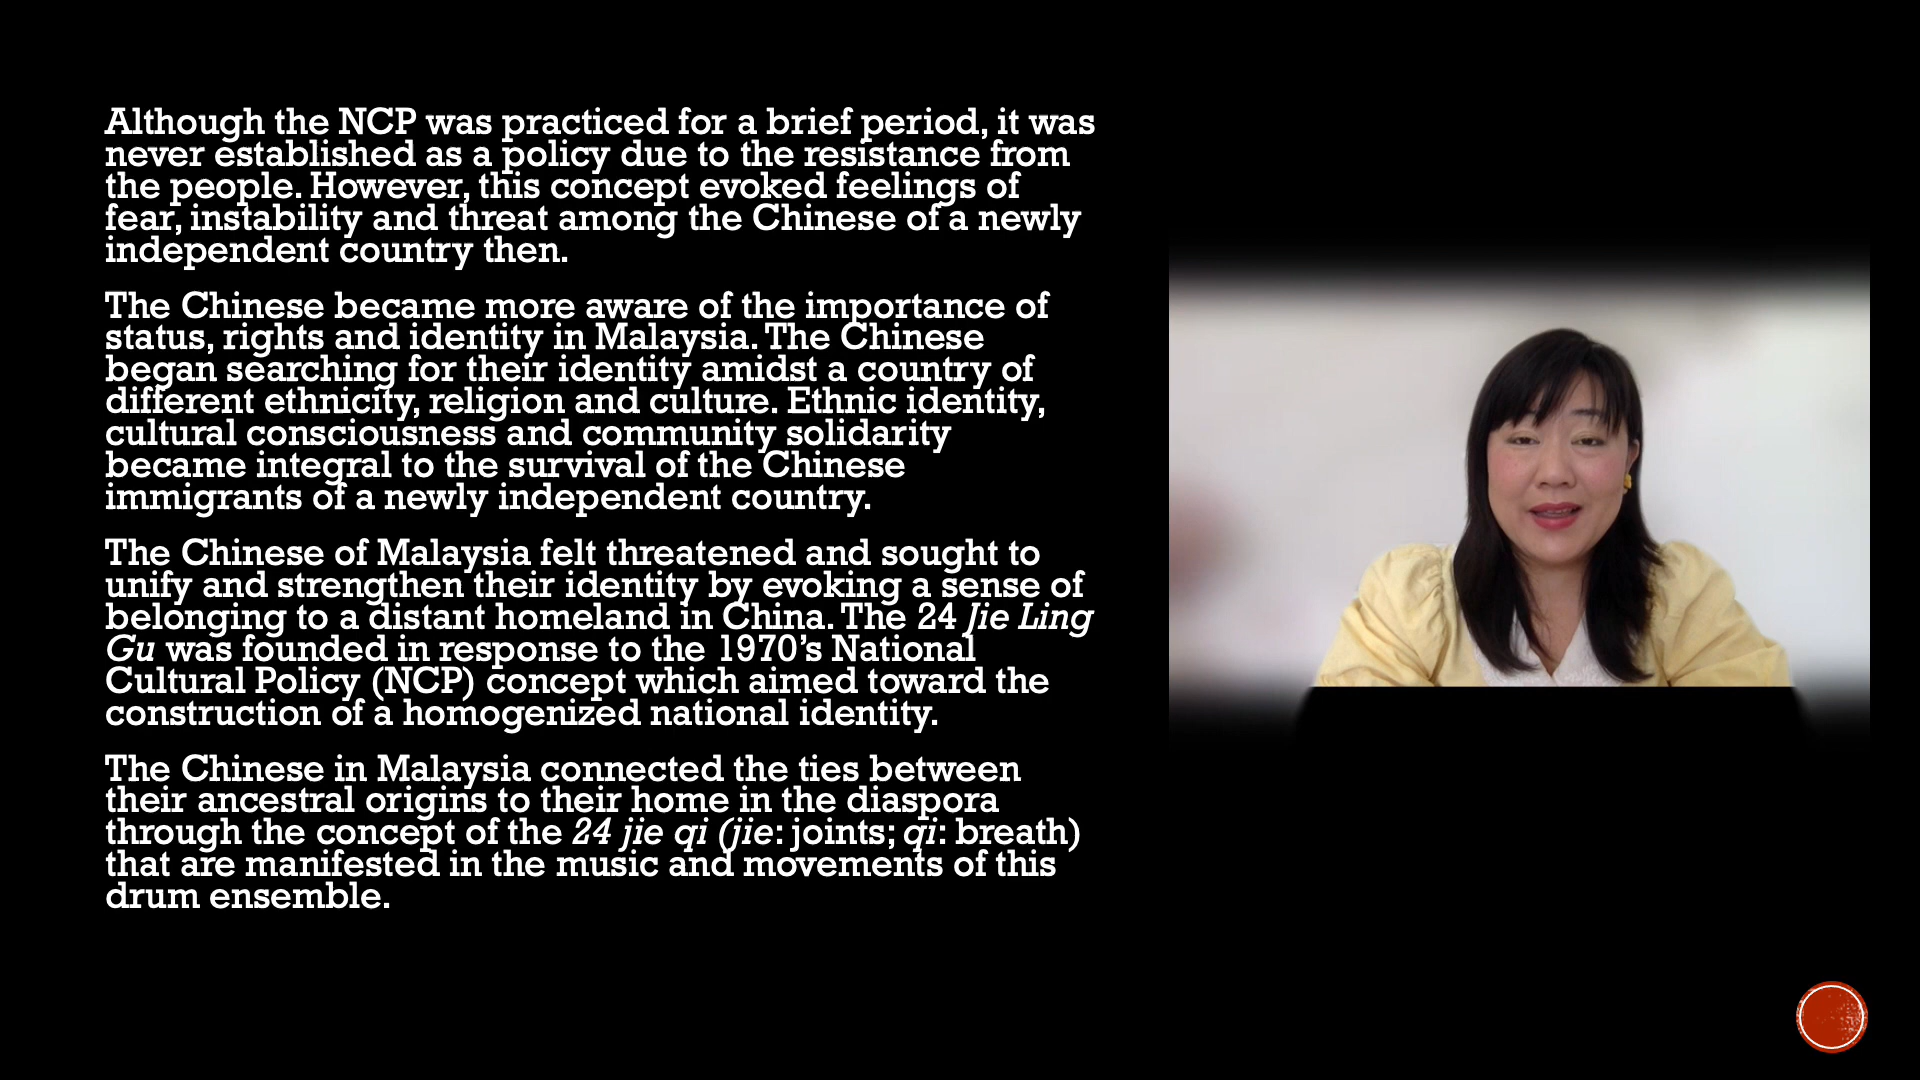 Although the NCP was practiced for a brief period, it was
never established as a policy due to the resistance from
the people. However, this concept evoked feelings of
fear, instability and threat among the Chinese of a newly
independent country then.
The Chinese became more aware of the importance of
status, rights and identity in Malaysia. The Chinese
began searching for their identity amidst a country of
different ethnicity, religion and culture. Ethnic identity,
cultural consciousness and community solidarity
became integral to the survival of the Chinese
immigrants of a newly independent country.
The Chinese of Malaysia felt threatened and sought to
unify and strengthen their identity by evoking a sense of
belonging to a distant homeland in China. The 24 Jie Ling
Gu was founded in response to the 1970’s National
Cultural Policy (NCP) concept which aimed toward the
construction of a homogenized national identity.
The Chinese in Malaysia connected the ties between
their ancestral origins to their home in the diaspora
through the concept of the 24 jie qi (jie: joints; qi: breath)
that are manifested in the music and movements of this
drum ensemble.